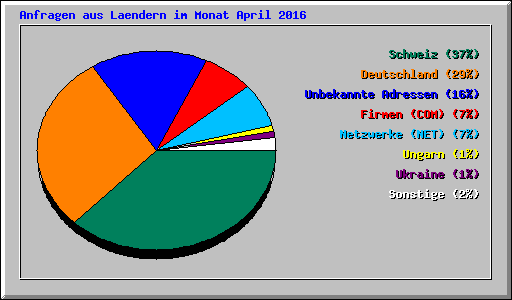 Anfragen aus Laendern im Monat April 2016
Schweiz (37%)
Deutschland (29%)
Unbekannte Adressen (16%)
Firmen (COM) (7%)
Netzwerke (NET) (7%)
Ungarn (1%)
Ukraine (1%)
Sonstige (2%)